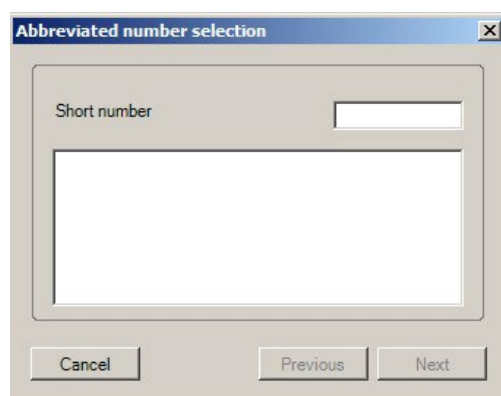 Abbreviated number selection
Short number
Cancel Previous Next